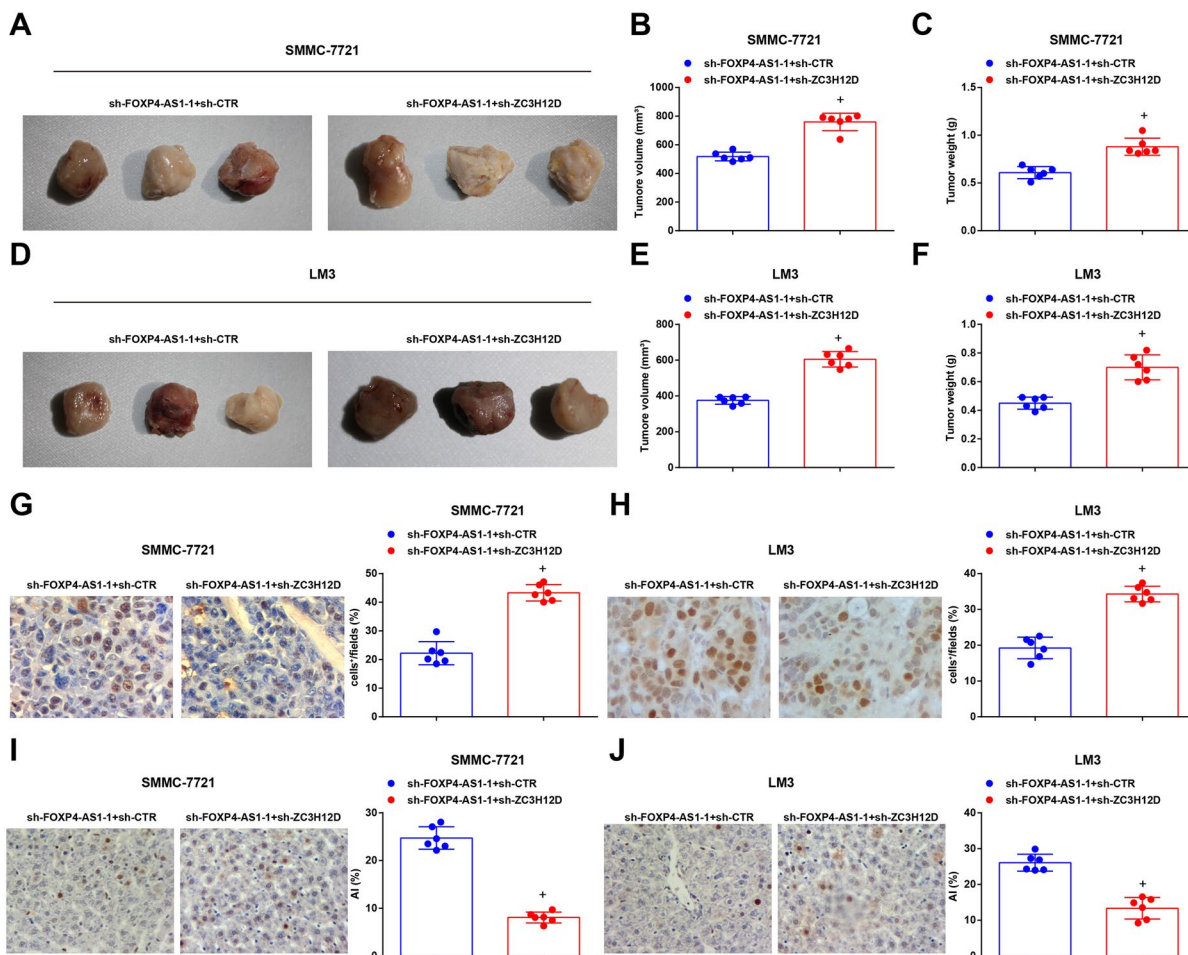 A
SMMC-7721
sh-FOXP4-AS1-1+sh-CTR
sh-FOXP4-AS1-1+sh-ZC3H12D
B
SMMC-7721
sh-FOXP4-AS1-1+sh-CTR
sh-FOXP4-AS1-1+sh-ZC3H12D
Tumore volume (mm³)
1000
800
600
400
200
0
+
C
SMMC-7721
sh-FOXP4-AS1-1+sh-CTR
sh-FOXP4-AS1-1+sh-ZC3H12D
Tumor weight (g)
1.5
1.0
0.5
0.0
+
D
LM3
sh-FOXP4-AS1-1+sh-CTR
sh-FOXP4-AS1-1+sh-ZC3H12D
E
LM3
sh-FOXP4-AS1-1+sh-CTR
sh-FOXP4-AS1-1+sh-ZC3H12D
Tumore volume (mm³)
800
600
400
200
0
+
F
LM3
sh-FOXP4-AS1-1+sh-CTR
sh-FOXP4-AS1-1+sh-ZC3H12D
Tumor weight (g)
1.0
0.8
0.6
0.4
0.2
0.0
+
G
SMMC-7721
sh-FOXP4-AS1-1+sh-CTR
sh-FOXP4-AS1-1+sh-ZC3H12D
SMMC-7721
sh-FOXP4-AS1-1+sh-CTR
sh-FOXP4-AS1-1+sh-ZC3H12D
cells⁺/fields (%)
50
40
30
20
10
0
+
H
LM3
sh-FOXP4-AS1-1+sh-CTR
sh-FOXP4-AS1-1+sh-ZC3H12D
LM3
sh-FOXP4-AS1-1+sh-CTR
sh-FOXP4-AS1-1+sh-ZC3H12D
cells⁺/fields (%)
40
30
20
10
0
+
I
SMMC-7721
sh-FOXP4-AS1-1+sh-CTR
sh-FOXP4-AS1-1+sh-ZC3H12D
SMMC-7721
sh-FOXP4-AS1-1+sh-CTR
sh-FOXP4-AS1-1+sh-ZC3H12D
AI (%)
30
20
10
0
+
J
LM3
sh-FOXP4-AS1-1+sh-CTR
sh-FOXP4-AS1-1+sh-ZC3H12D
LM3
sh-FOXP4-AS1-1+sh-CTR
sh-FOXP4-AS1-1+sh-ZC3H12D
AI (%)
40
30
20
10
0
+